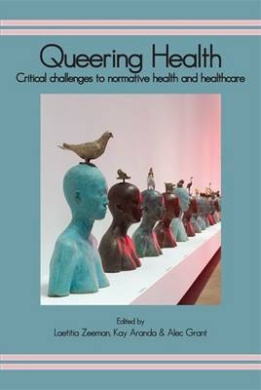 Queering Health
Critical challenges to normative health and healthcare
Edited by
Laetitia Zeeman, Kay Aranda & Alec Grant